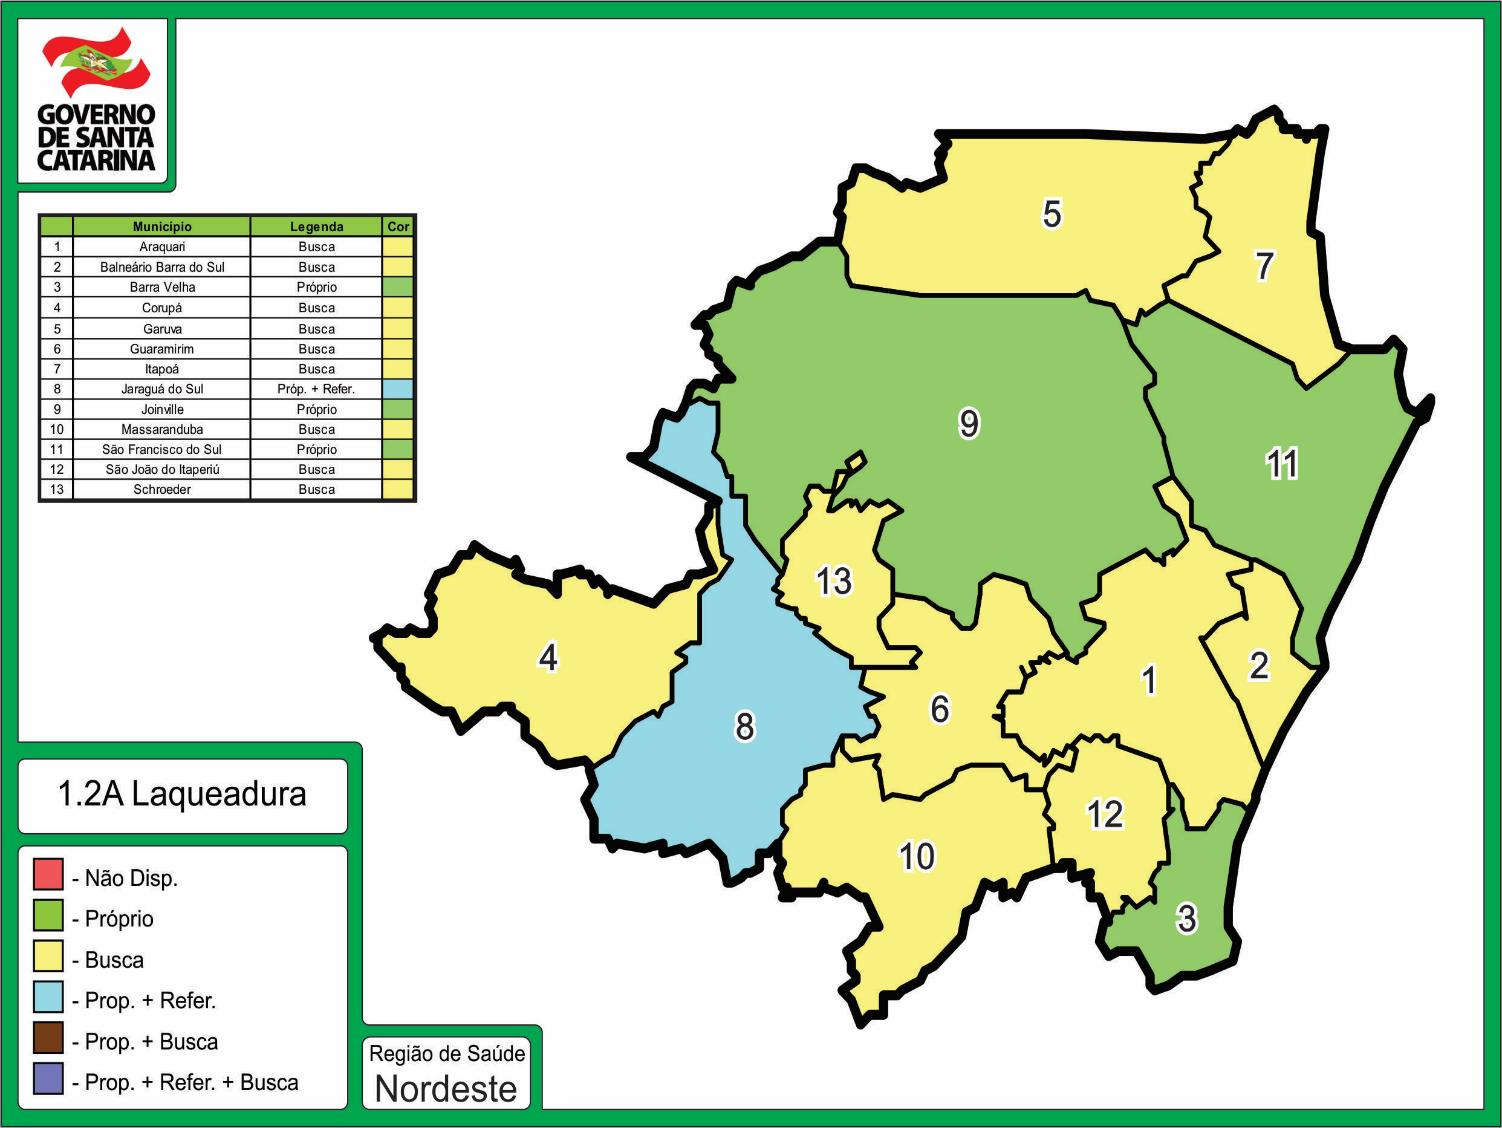 GOVERNO
DE SANTA
CATARINA
Município Legenda Cor
1 Araquari Busca
2 Balneário Barra do Sul Busca
3 Barra Velha Próprio
4 Corupá Busca
5 Garuva Busca
6 Guaramirim Busca
7 Itapoá Busca
8 Jaraguá do Sul Próp. + Refer.
9 Joinville Próprio
10 Massaranduba Busca
11 São Francisco do Sul Próprio
12 São João do Itaperiú Busca
13 Schroeder Busca
5
7
9
11
13
4
1
2
6
8
12
10
3
1.2A Laqueadura
- Não Disp.
- Próprio
- Busca
- Prop. + Refer.
- Prop. + Busca
- Prop. + Refer. + Busca
Região de Saúde
Nordeste